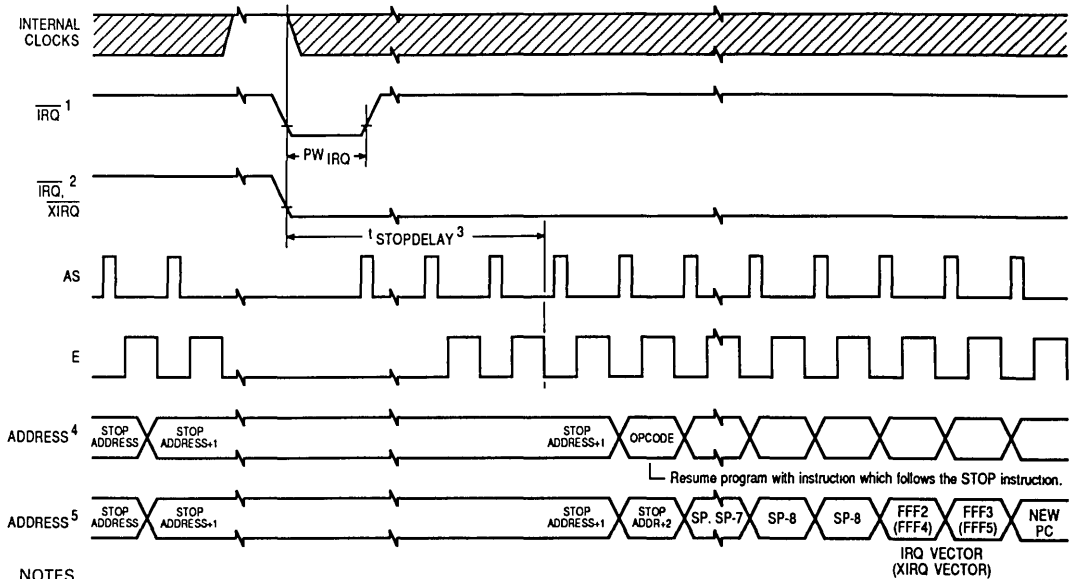 INTERNAL
CLOCKS
IRQ 1
PW IRQ
IRQ, 2
XIRQ
t STOPDELAY 3
AS
E
ADDRESS 4
STOP
ADDRESS
STOP
ADDRESS+1
STOP
ADDRESS+1
OPCODE
Resume program with instruction which follows the STOP instruction.
ADDRESS 5
STOP
ADDRESS
STOP
ADDRESS+1
STOP
ADDRESS+1
STOP
ADDR+2
SP. SP-7
SP-8
SP-8
FFF2
(FFF4)
FFF3
(FFF5)
NEW
PC
IRQ VECTOR
(XIRQ VECTOR)
NOTES